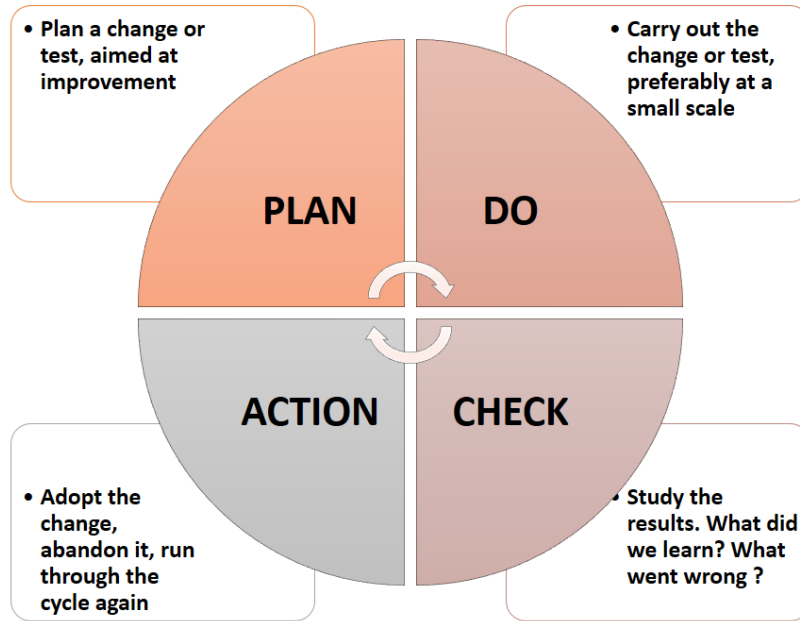 • Plan a change or
test, aimed at
improvement
• Carry out the
change or test,
preferably at a
small scale
PLAN
DO
ACTION
CHECK
• Adopt the
change,
abandon it, run
through the
cycle again
• Study the
results. What did
we learn? What
went wrong ?